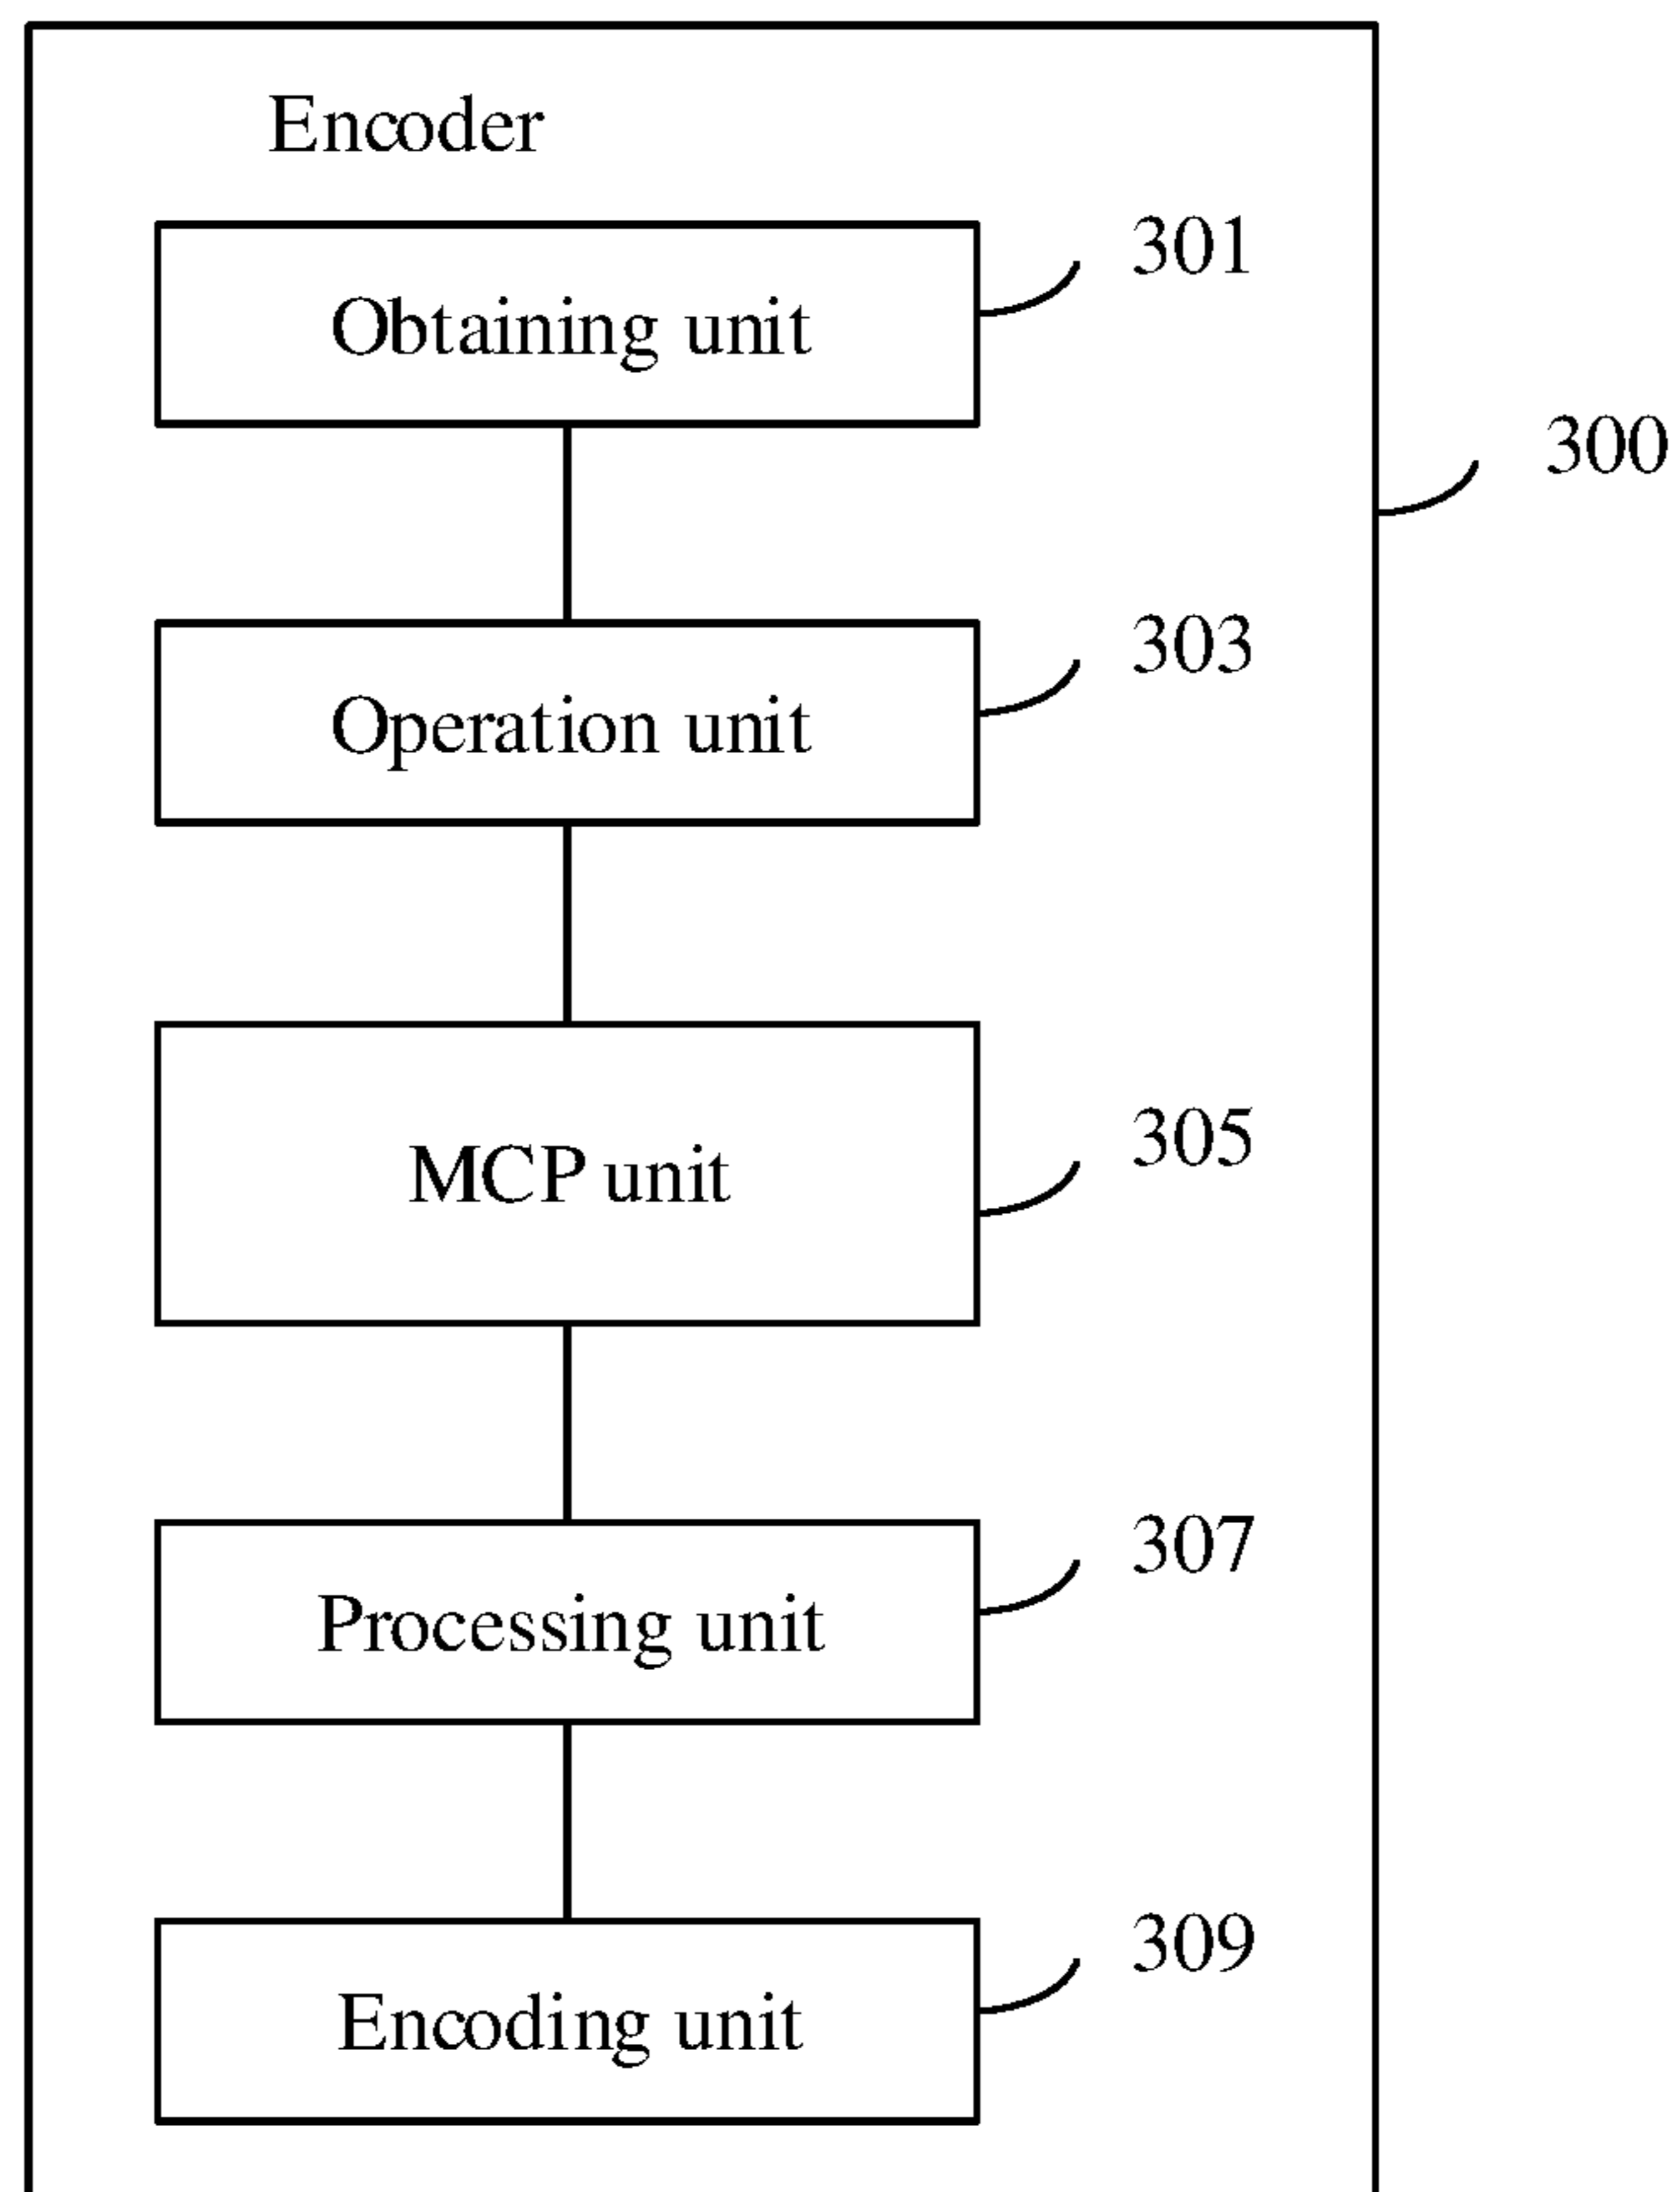 Encoder
301
Obtaining unit
300
303
Operation unit
305
MCP unit
307
Processing unit
309
Encoding unit